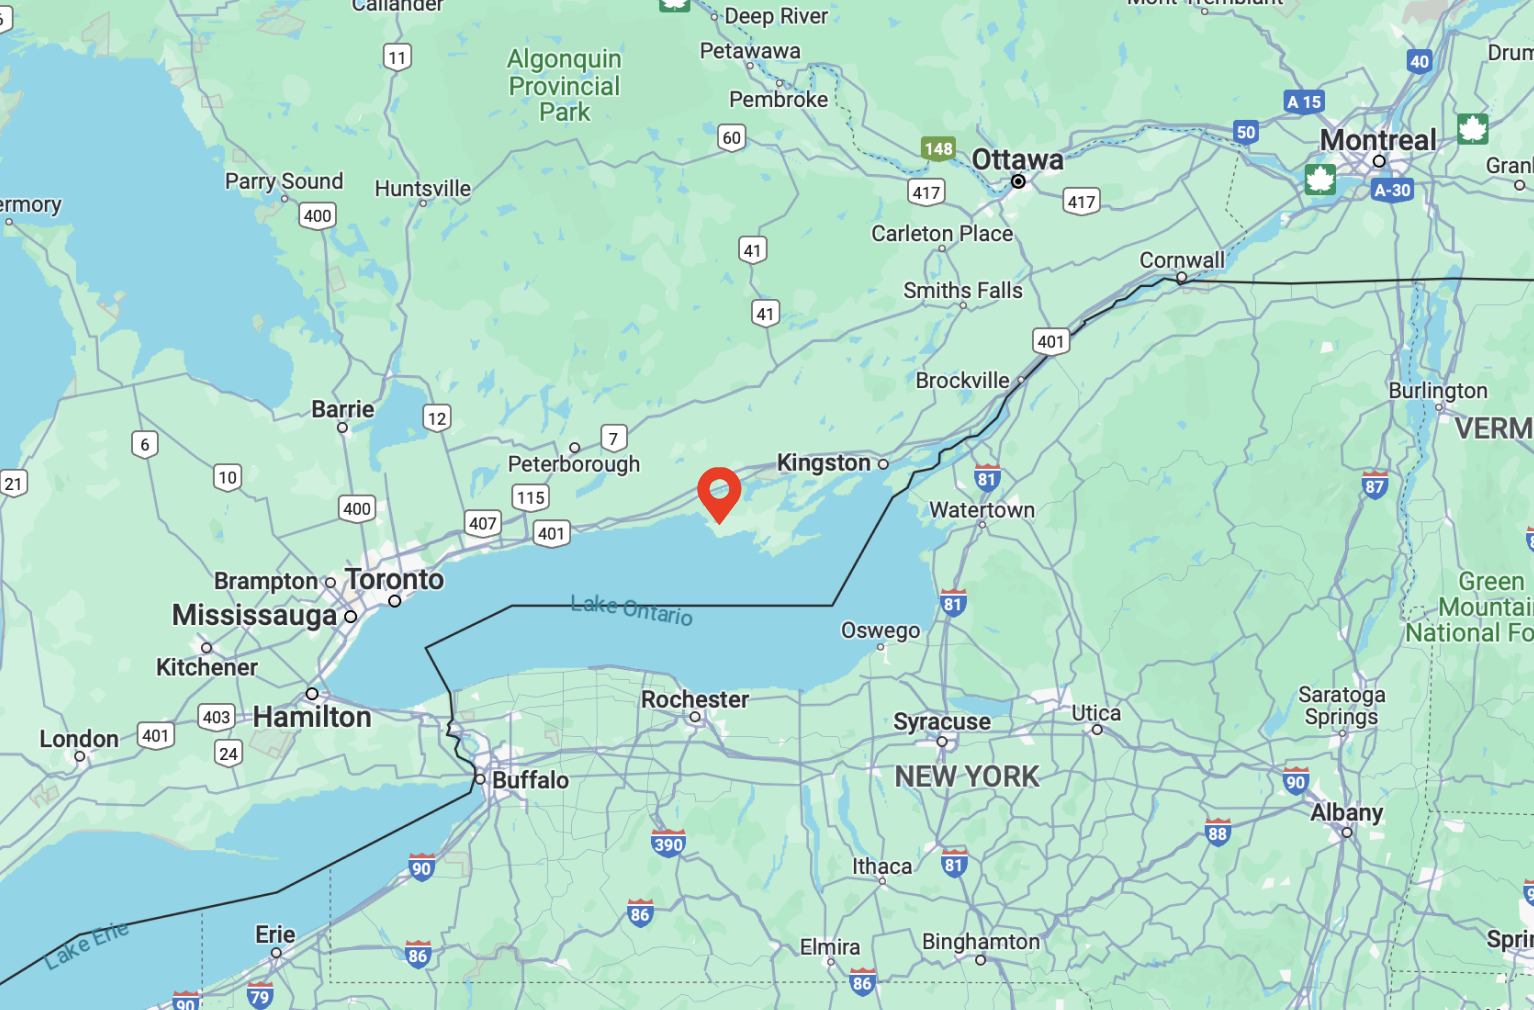 Callander
Deep River
Mont-Tremblant
Petawawa
Algonquin
Provincial
Park
11
40
Drum
Pembroke
A 15
60
148
50
Montreal
Ottawa
Parry Sound
Huntsville
417
417
A-30
Granl
ermory
400
Carleton Place
41
Cornwall
Smiths Falls
41
401
Brockville
Burlington
VERM
Barrie
12
6
7
Peterborough
Kingston
21
10
115
81
87
400
407
401
Watertown
Brampton
Toronto
Mississauga
Lake Ontario
81
Green
Mountain
National Fo
Oswego
Kitchener
Hamilton
403
401
24
London
Rochester
Syracuse
Utica
Saratoga
Springs
Buffalo
NEW YORK
90
Albany
88
390
90
Ithaca
81
86
Lake Erie
Erie
86
Elmira
Binghamton
86
Sprin
90
79